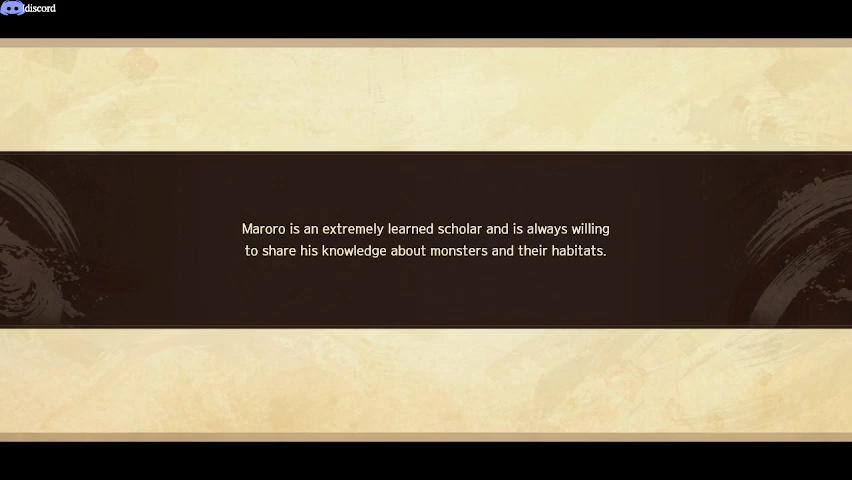 !discord
Maroro is an extremely learned scholar and is always willing
to share his knowledge about monsters and their habitats.